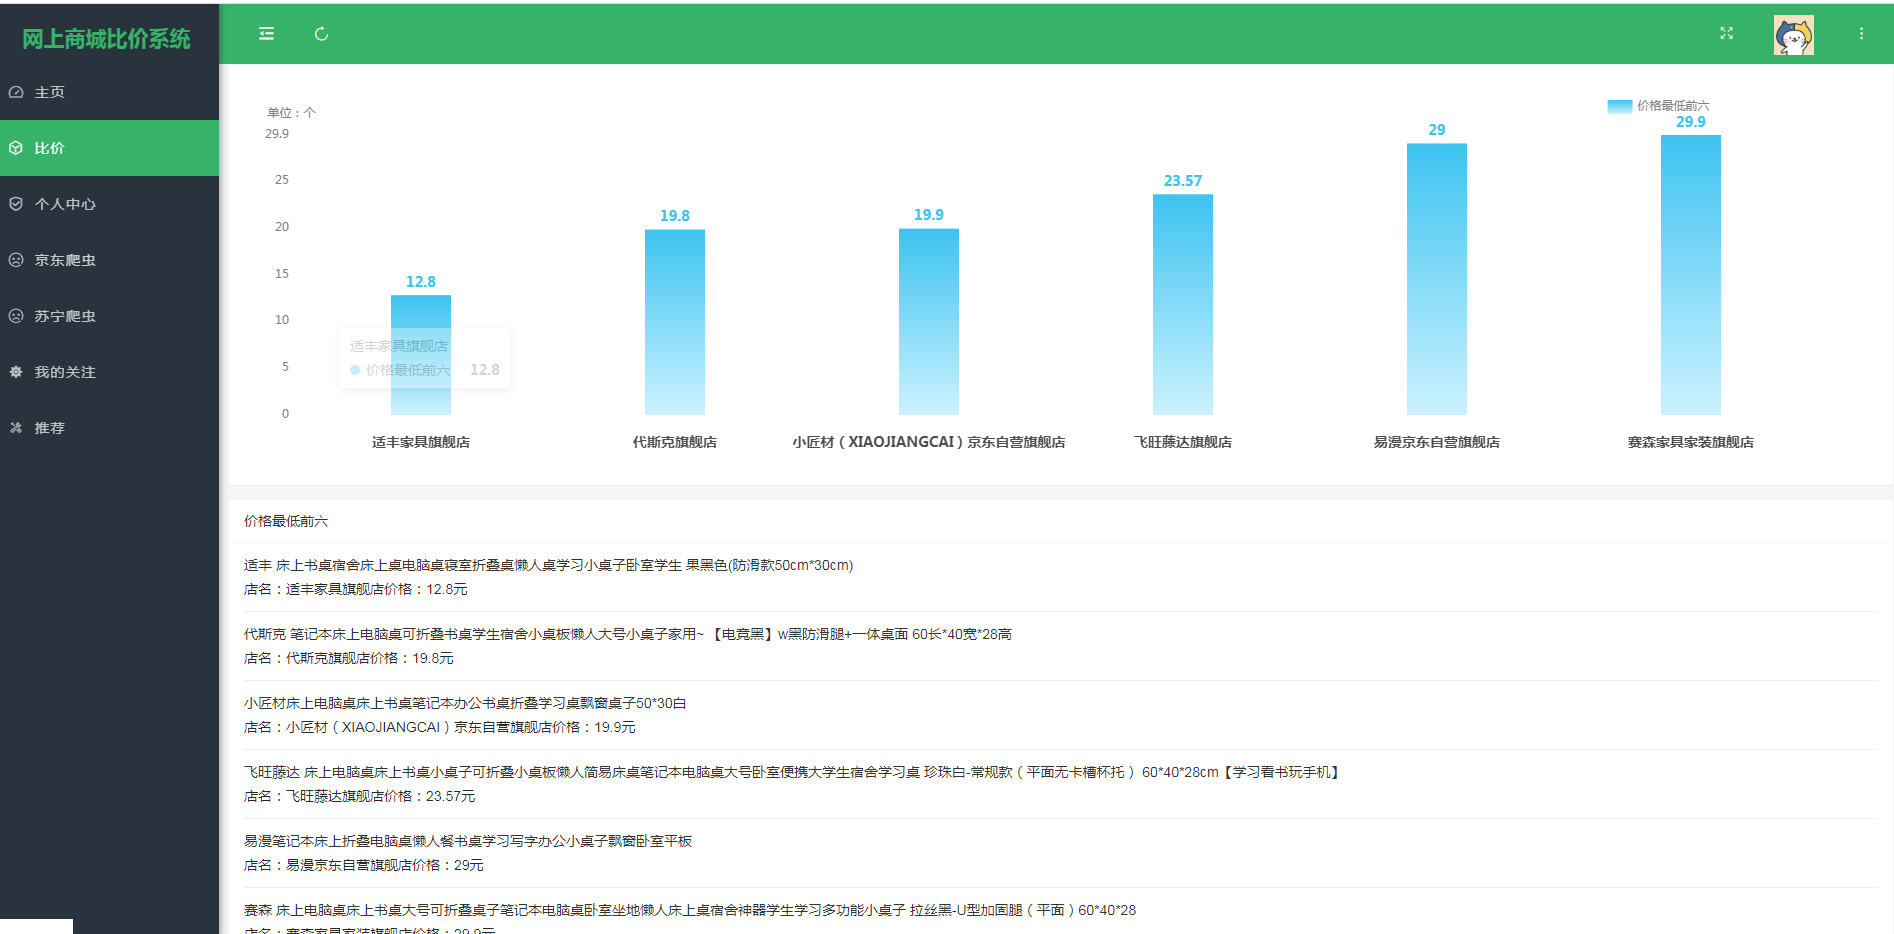 网上商城比价系统
主页
比价
个人中心
京东爬虫
苏宁爬虫
我的关注
推荐
单位：个
价格最低前六
29.9
25
20
15
10
5
0
12.8
19.8
19.9
23.57
29
29.9
适丰家具旗舰店
价格最低前六 12.8
适丰家具旗舰店
代斯克旗舰店
小匠材（XIAOJIANGCAI）京东自营旗舰店
飞旺藤达旗舰店
易漫京东自营旗舰店
赛森家具家装旗舰店
价格最低前六
适丰 床上书桌宿舍床上桌电脑桌寝室折叠桌懒人桌学习小桌子卧室学生 果黑色(防滑款50cm*30cm)
店名：适丰家具旗舰店价格：12.8元
代斯克 笔记本床上电脑桌可折叠书桌学生宿舍小桌板懒人大号小桌子家用~ 【电竞黑】w黑防滑腿+一体桌面 60长*40宽*28高
店名：代斯克旗舰店价格：19.8元
小匠材床上电脑桌床上书桌笔记本办公书桌折叠学习桌飘窗桌子50*30白
店名：小匠材（XIAOJIANGCAI）京东自营旗舰店价格：19.9元
飞旺藤达 床上电脑桌床上书桌小桌子可折叠小桌板懒人简易床桌笔记本电脑桌大号卧室便携大学生宿舍学习桌 珍珠白-常规款（平面无卡槽杯托） 60*40*28cm【学习看书玩手机】
店名：飞旺藤达旗舰店价格：23.57元
易漫笔记本床上折叠电脑桌懒人餐书桌学习写字办公小桌子飘窗卧室平板
店名：易漫京东自营旗舰店价格：29元
赛森 床上电脑桌床上书桌大号可折叠桌子笔记本电脑桌卧室坐地懒人床上桌宿舍神器学生学习多功能小桌子 拉丝黑-U型加固腿（平面）60*40*28
店名：赛森家具家装旗舰店价格：29.9元